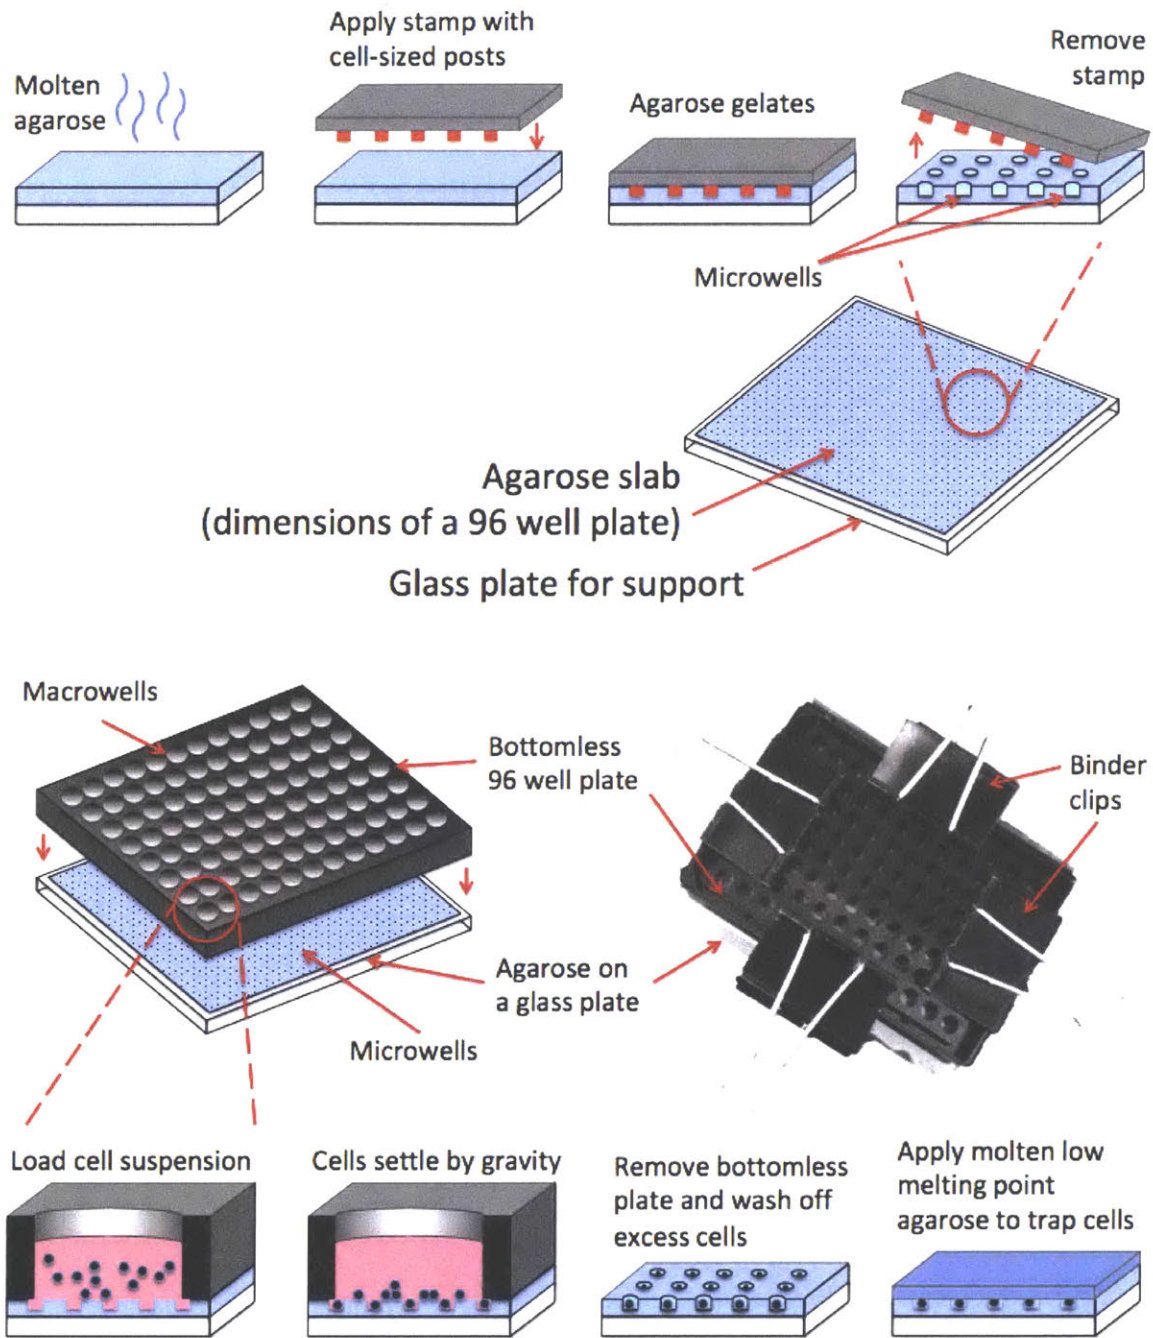 Molten
agarose
Apply stamp with
cell-sized posts
Agarose gelates
Remove
stamp
Microwells
Agarose slab
(dimensions of a 96 well plate)
Glass plate for support
Macrowells
Bottomless
96 well plate
Binder
clips
Agarose on
a glass plate
Microwells
Load cell suspension
Cells settle by gravity
Remove bottomless
plate and wash off
excess cells
Apply molten low
melting point
agarose to trap cells